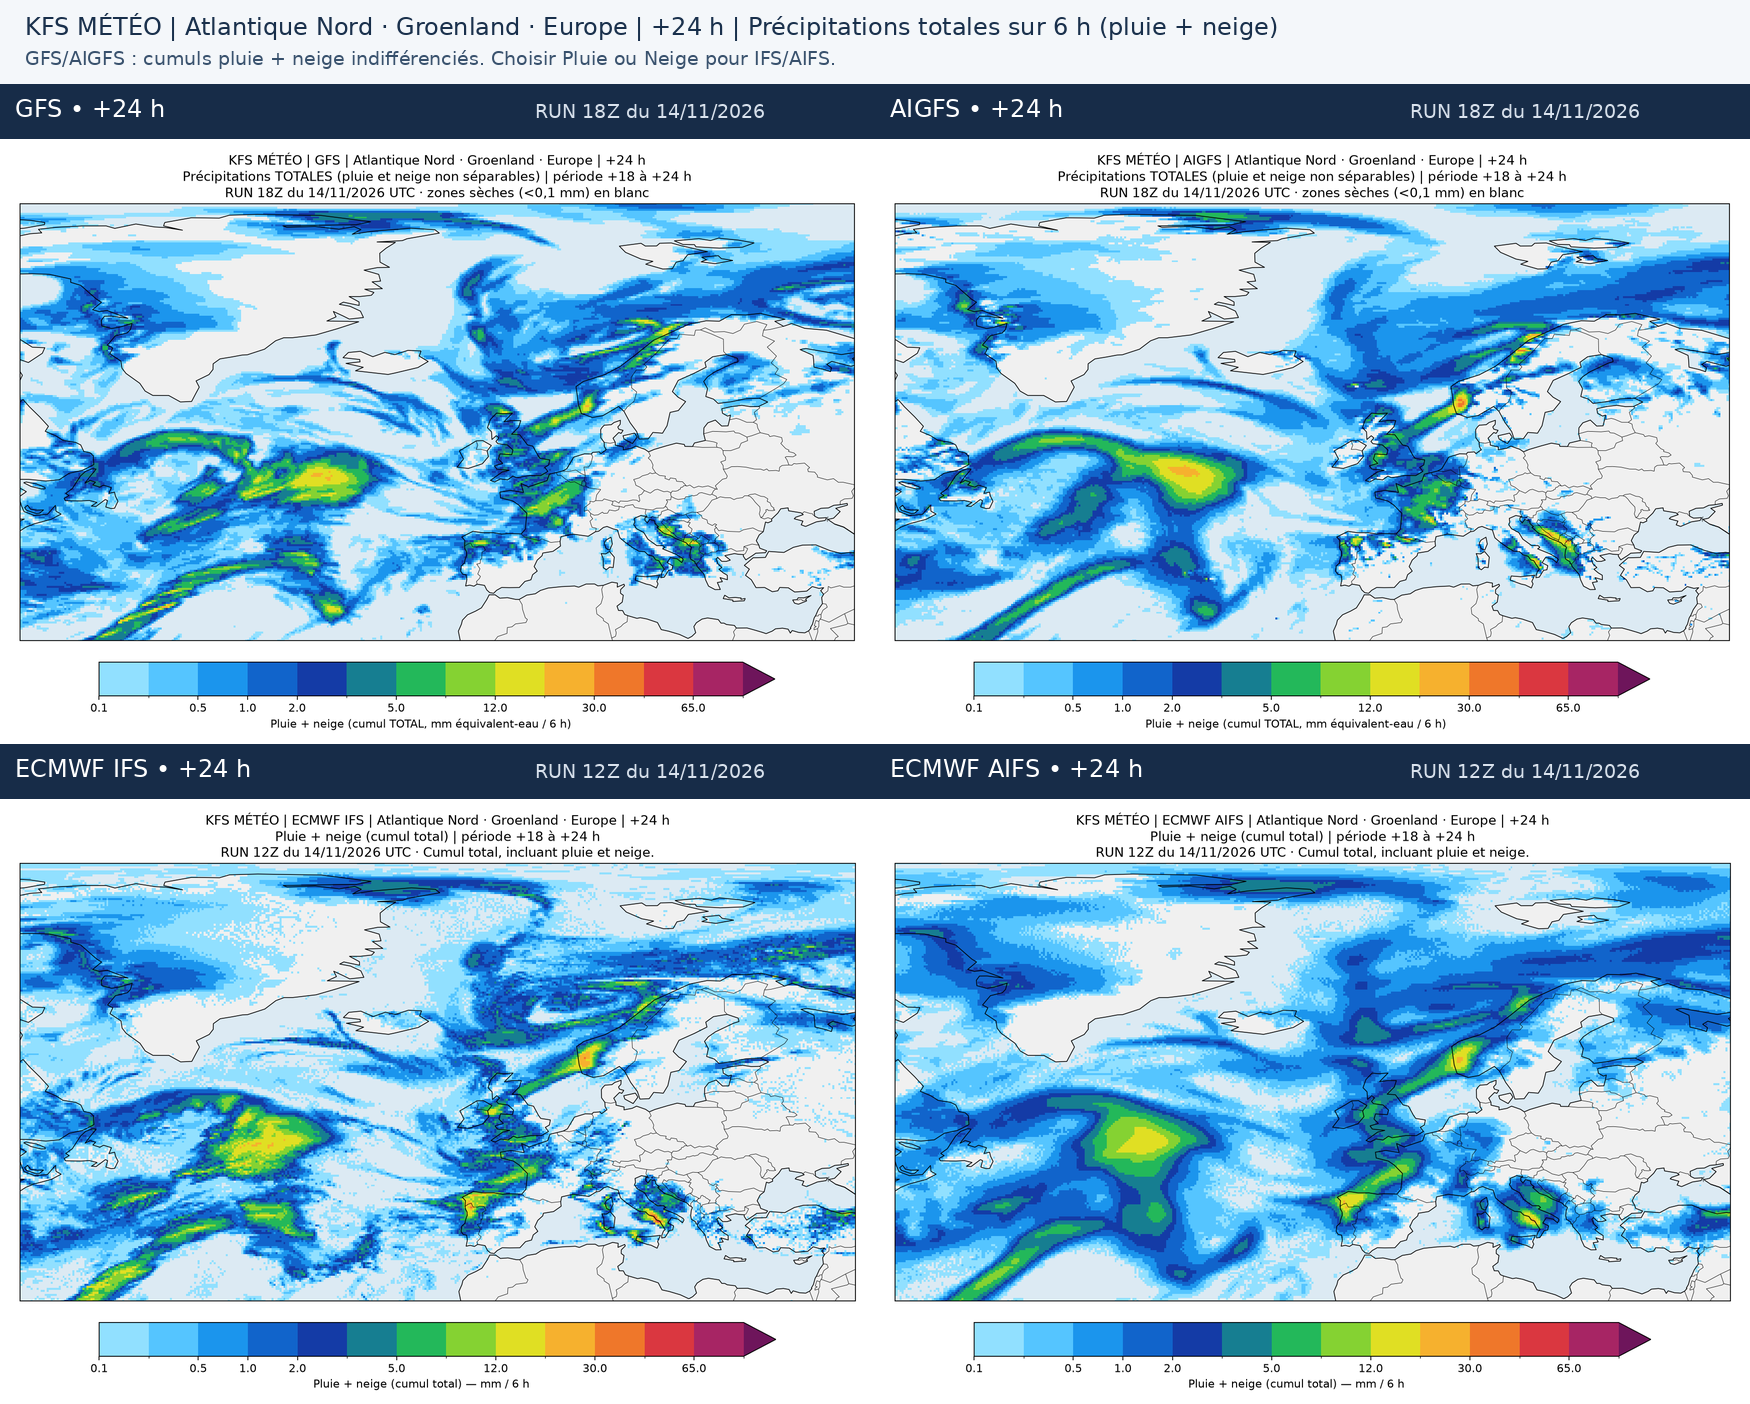 KFS MÉTÉO | Atlantique Nord · Groenland · Europe | +24 h | Précipitations totales sur 6 h (pluie + neige)
GFS/AIGFS : cumuls pluie + neige indifférenciés. Choisir Pluie ou Neige pour IFS/AIFS.
GFS • +24 h
RUN 18Z du 14/11/2026
AIGFS • +24 h
RUN 18Z du 14/11/2026
KFS MÉTÉO | GFS | Atlantique Nord · Groenland · Europe | +24 h
Précipitations TOTALES (pluie et neige non séparables) | période +18 à +24 h
RUN 18Z du 14/11/2026 UTC · zones sèches (<0,1 mm) en blanc
KFS MÉTÉO | AIGFS | Atlantique Nord · Groenland · Europe | +24 h
Précipitations TOTALES (pluie et neige non séparables) | période +18 à +24 h
RUN 18Z du 14/11/2026 UTC · zones sèches (<0,1 mm) en blanc
0.1 0.5 1.0 2.0 5.0 12.0 30.0 65.0
Pluie + neige (cumul TOTAL, mm équivalent-eau / 6 h)
0.1 0.5 1.0 2.0 5.0 12.0 30.0 65.0
Pluie + neige (cumul TOTAL, mm équivalent-eau / 6 h)
ECMWF IFS • +24 h
RUN 12Z du 14/11/2026
ECMWF AIFS • +24 h
RUN 12Z du 14/11/2026
KFS MÉTÉO | ECMWF IFS | Atlantique Nord · Groenland · Europe | +24 h
Pluie + neige (cumul total) | période +18 à +24 h
RUN 12Z du 14/11/2026 UTC · Cumul total, incluant pluie et neige.
KFS MÉTÉO | ECMWF AIFS | Atlantique Nord · Groenland · Europe | +24 h
Pluie + neige (cumul total) | période +18 à +24 h
RUN 12Z du 14/11/2026 UTC · Cumul total, incluant pluie et neige.
0.1 0.5 1.0 2.0 5.0 12.0 30.0 65.0
Pluie + neige (cumul total) — mm / 6 h
0.1 0.5 1.0 2.0 5.0 12.0 30.0 65.0
Pluie + neige (cumul total) — mm / 6 h